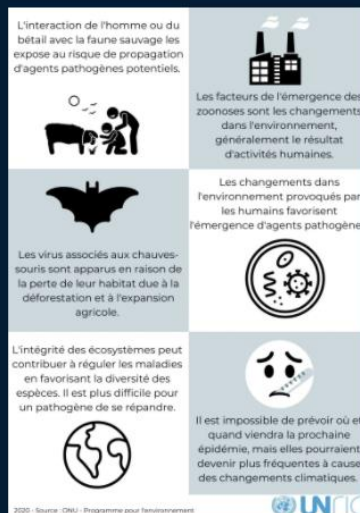 L'interaction de l'homme ou du
bétail avec la faune sauvage les
expose au risque de propagation
d'agents pathogènes potentiels.
Les facteurs de l'émergence des
zoonoses sont les changements
dans l'environnement,
généralement le résultat
d'activités humaines.
Les virus associés aux chauves-
souris sont apparus en raison de
la perte de leur habitat due à la
déforestation et à l'expansion
agricole.
Les changements dans
l'environnement provoqués par
les humains favorisent
l'émergence d'agents pathogène
L'intégrité des écosystèmes peut
contribuer à réguler les maladies
en favorisant la diversité des
espèces. Il est plus difficile pour
un pathogène de se répandre.
Il est impossible de prévoir où et
quand viendra la prochaine
épidémie, mais elles pourraient
devenir plus fréquentes à cause
des changements climatiques.
2020 - Source : ONU - Programme pour l'environnement
UNric